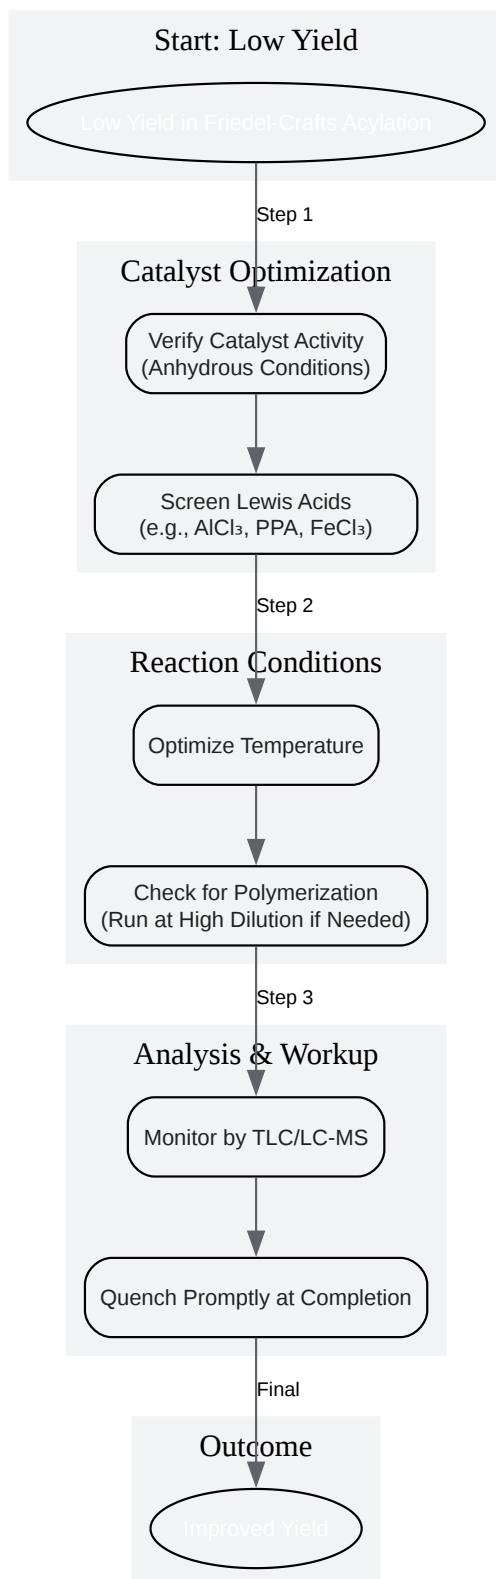 Start: Low Yield
Low Yield in Friedel-Crafts Acylation
Step 1
Catalyst Optimization
Verify Catalyst Activity
(Anhydrous Conditions)
Screen Lewis Acids
(e.g., AlCl₃, PPA, FeCl₃)
Step 2
Reaction Conditions
Optimize Temperature
Check for Polymerization
(Run at High Dilution if Needed)
Step 3
Analysis & Workup
Monitor by TLC/LC-MS
Quench Promptly at Completion
Final
Outcome
Improved Yield